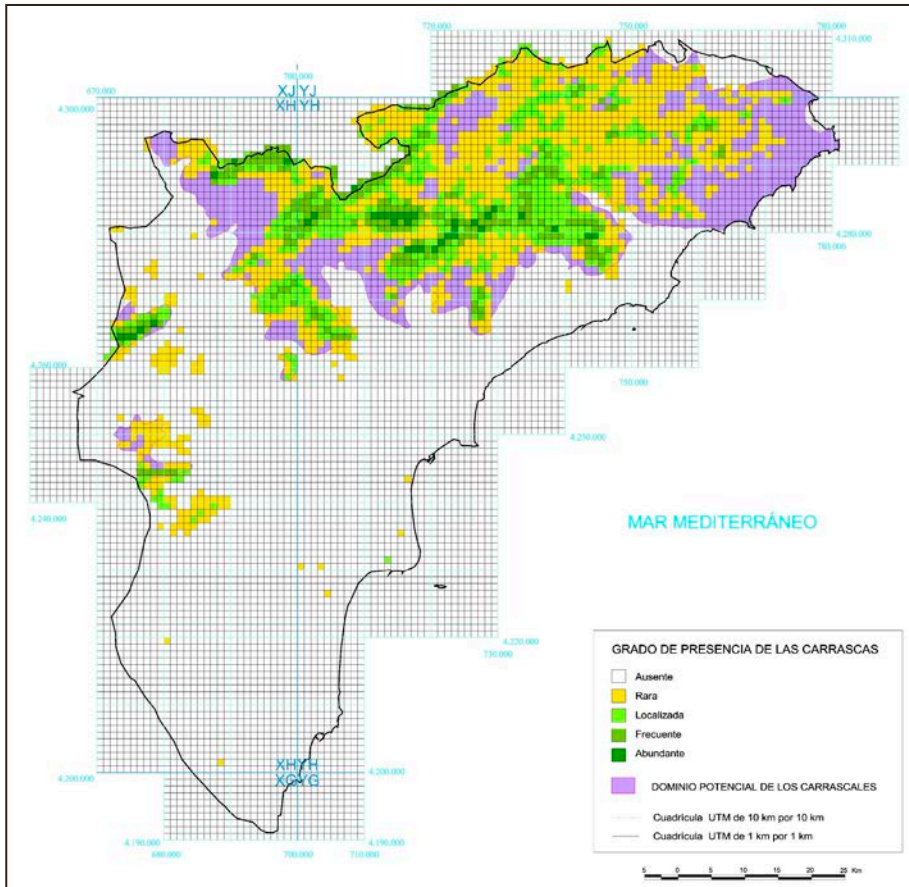 720.000
750.000
780.000
4.310.000
700.000
XJ YJ
XH YH
670.000
4.300.000
4.280.000
780.000
4.260.000
750.000
4.250.000
4.240.000
MAR MEDITERRÁNEO
4.220.000
730.000
GRADO DE PRESENCIA DE LAS CARRASCAS
Ausente
Rara
Localizada
Frecuente
Abundante
DOMINIO POTENCIAL DE LOS CARRASCALES
Cuadrícula UTM de 10 km por 10 km
Cuadrícula UTM de 1 km por 1 km
XH YH
XG YG
4.200.000
4.200.000
4.190.000
680.000
700.000
710.000
4.190.000
5 0 5 10 15 20 25 Km